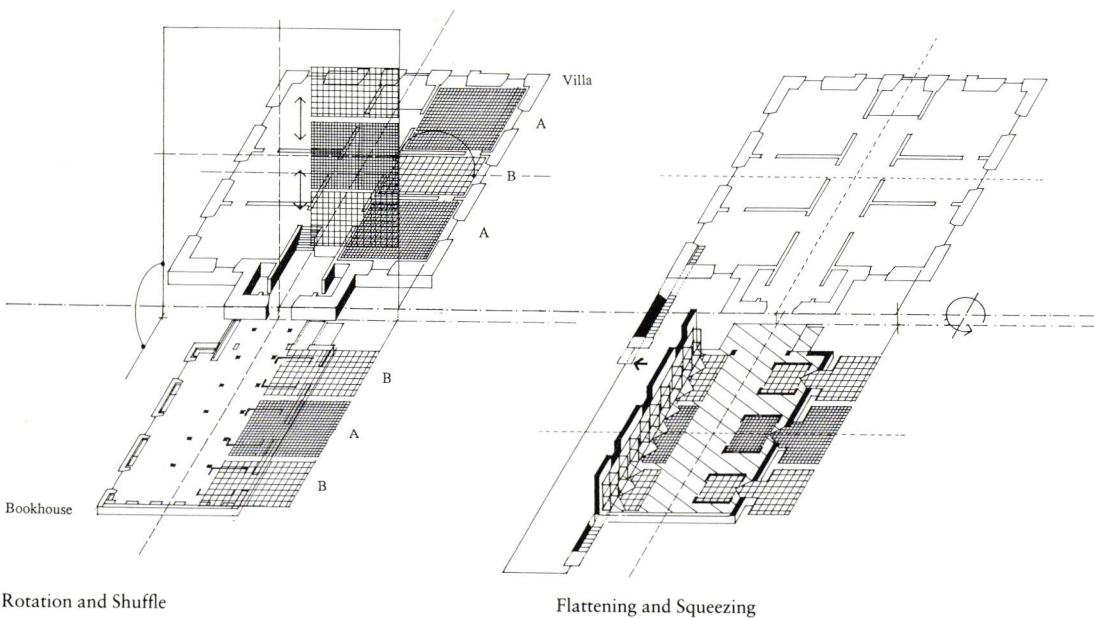 Villa
A
B
A
B
A
B
Bookhouse
Rotation and Shuffle
Flattening and Squeezing